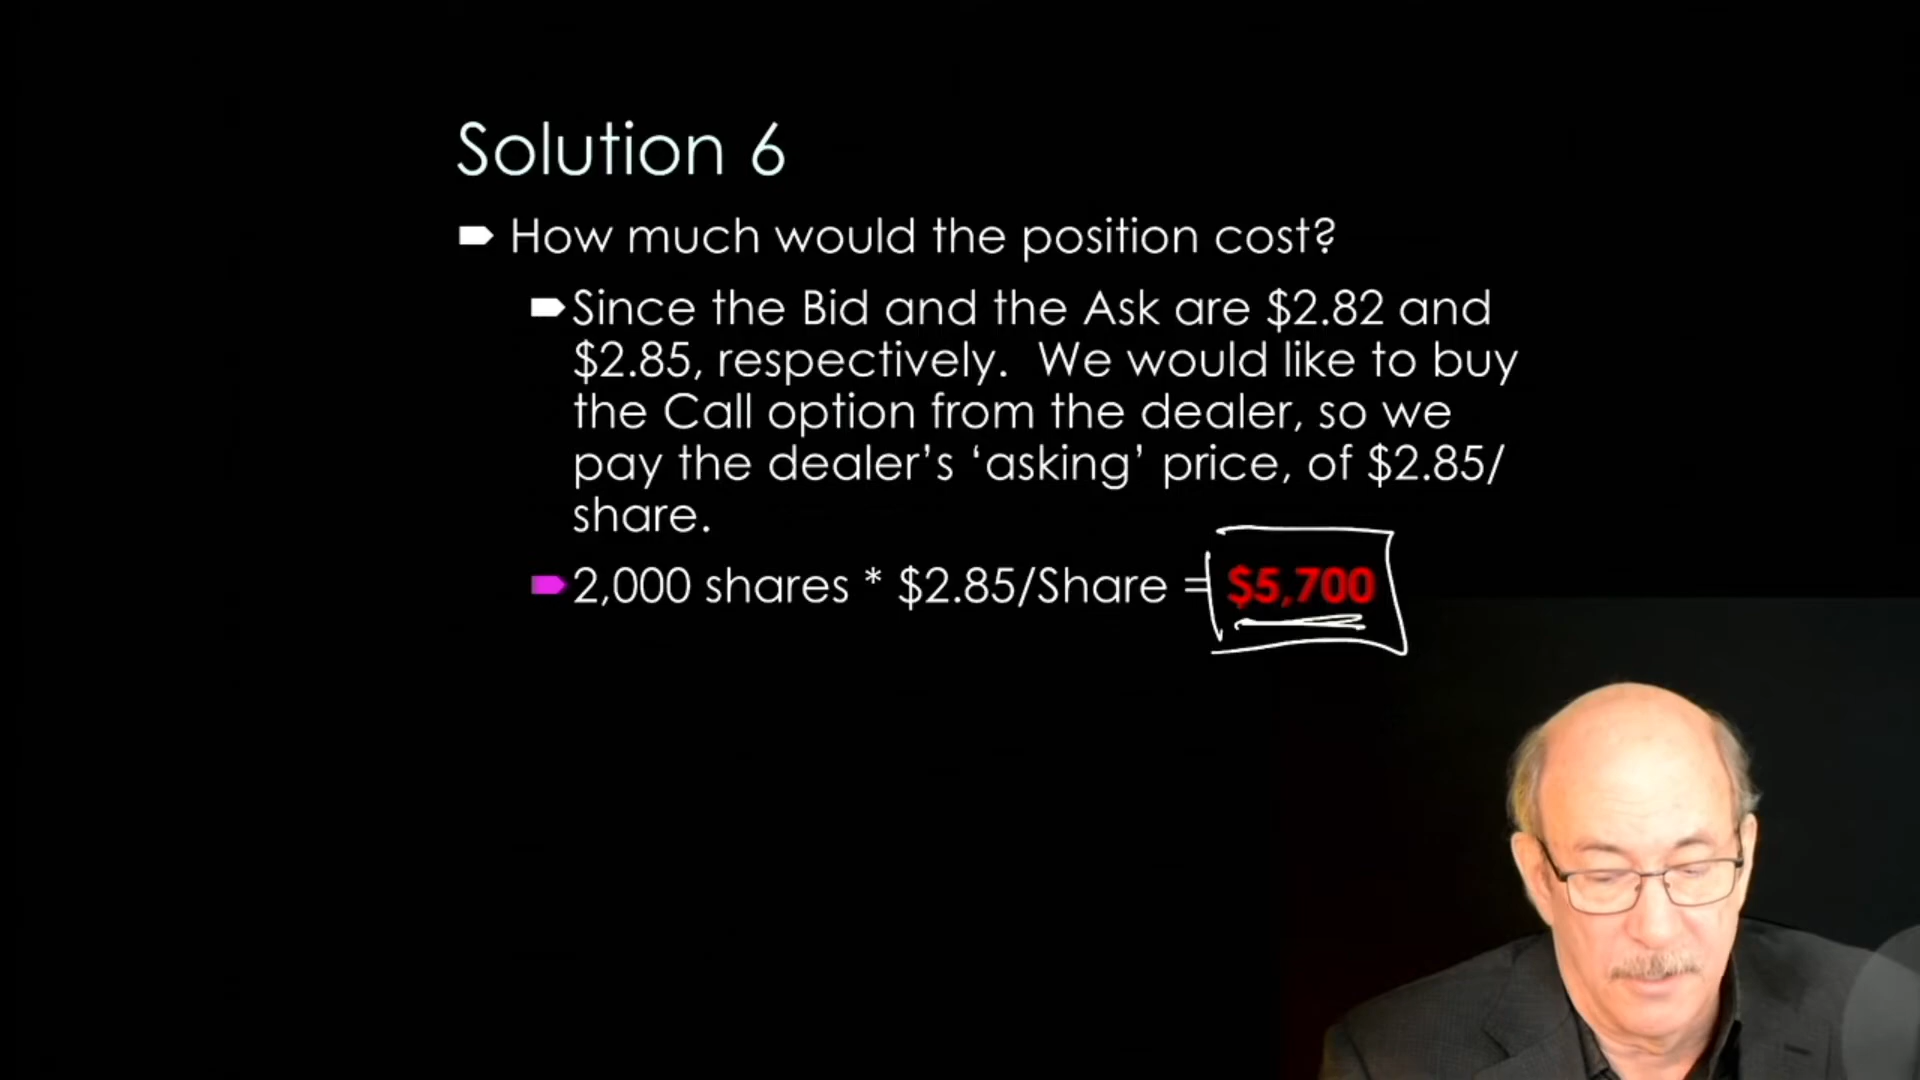 Solution 6
How much would the position cost?
Since the Bid and the Ask are $2.82 and
$2.85, respectively.  We would like to buy
the Call option from the dealer, so we
pay the dealer’s ‘asking’ price, of $2.85/
share.
2,000 shares * $2.85/Share = $5,700